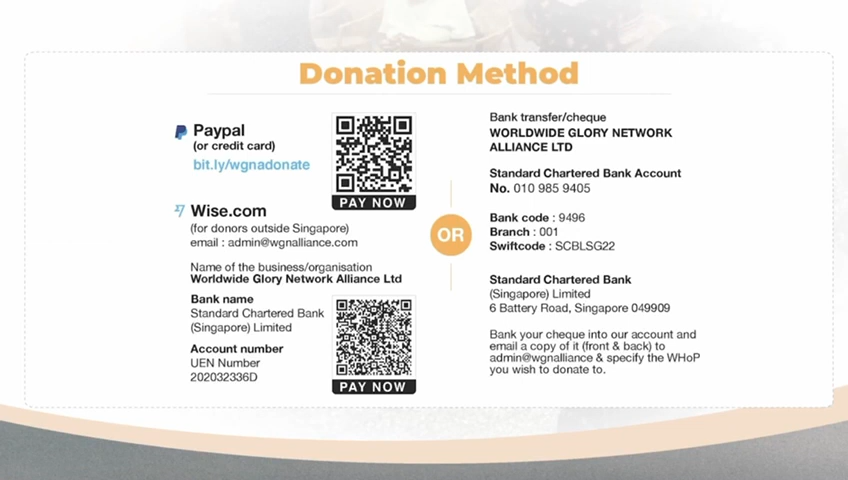 Donation Method
Paypal
(or credit card)
bit.ly/wgnadonate
PAY NOW
Wise.com
(for donors outside Singapore)
email : admin@wgnalliance.com
Name of the business/organisation
Worldwide Glory Network Alliance Ltd
Bank name
Standard Chartered Bank
(Singapore) Limited
Account number
UEN Number
202032336D
PAY NOW
OR
Bank transfer/cheque
WORLDWIDE GLORY NETWORK
ALLIANCE LTD
Standard Chartered Bank Account
No. 010 985 9405
Bank code : 9496
Branch : 001
Swiftcode : SCBLSG22
Standard Chartered Bank
(Singapore) Limited
6 Battery Road, Singapore 049909
Bank your cheque into our account and
email a copy of it (front & back) to
admin@wgnalliance & specify the WHoP
you wish to donate to.